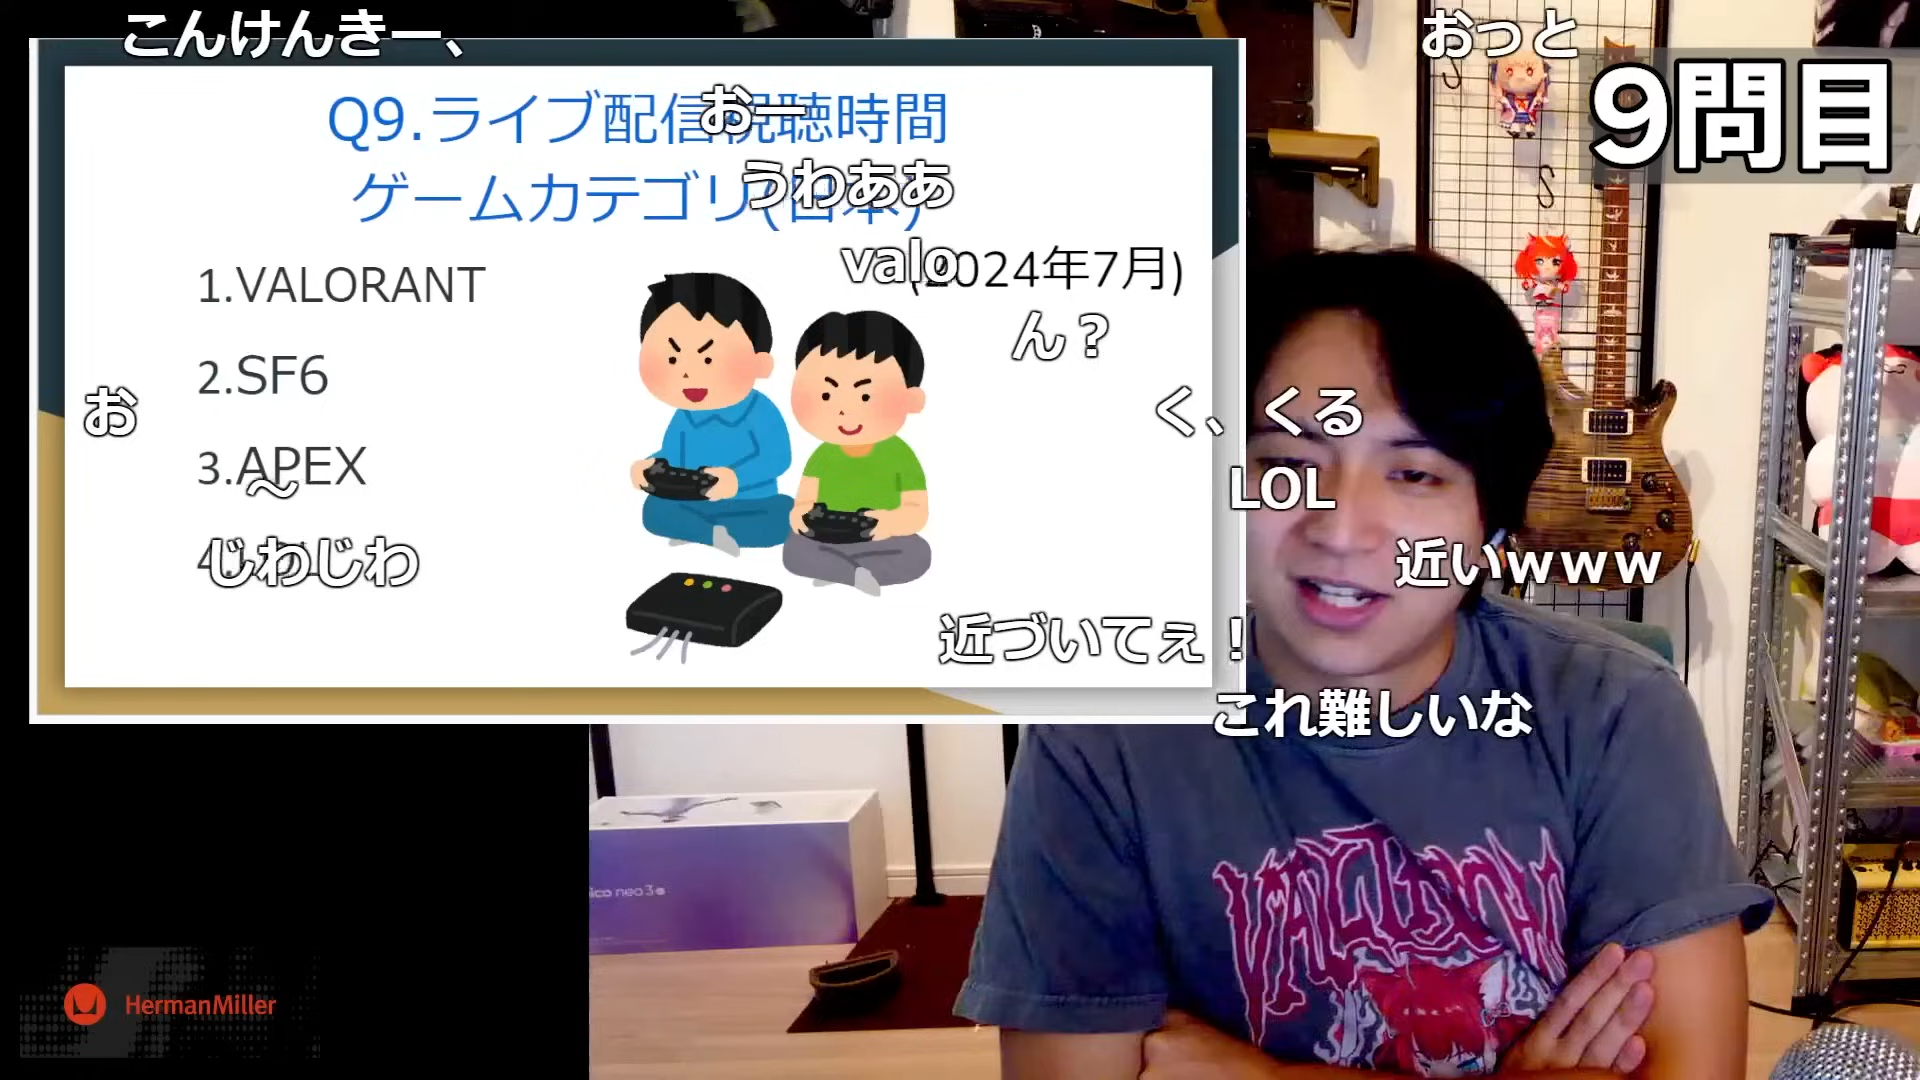 こんけんきー、
おっと
9問目
Q9.ライブ配信視聴時間
おー
ゲームカテゴリ(日本)
うわああ
(2024年7月)
valo
1.VALORANT
ん？
2.SF6
お
く、くる
3.APEX
～
LOL
じわじわ
近いｗｗｗ
近づいてぇ！
これ難しいな
neo3
HermanMiller